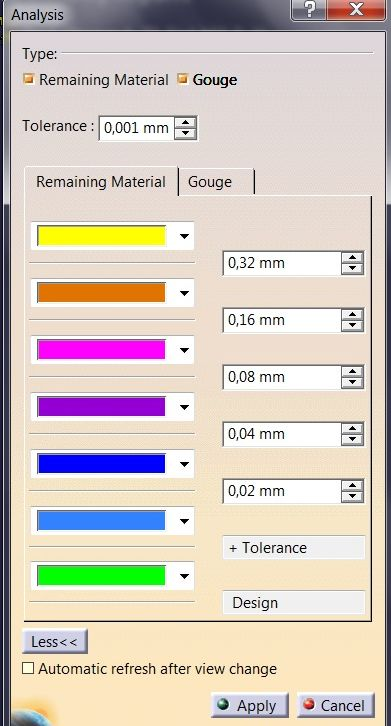 Analysis
Type:
Remaining Material Gouge
Tolerance : 0,001 mm
Remaining Material Gouge
0,32 mm
0,16 mm
0,08 mm
0,04 mm
0,02 mm
+ Tolerance
Design
Less<<
Automatic refresh after view change
Apply Cancel